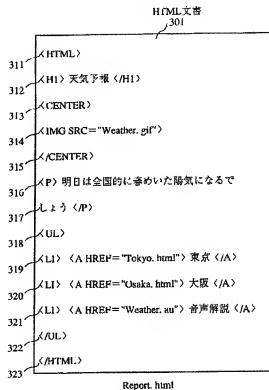 HTML文書
301
311 <HTML>
312 <H1> 天気予報 </H1>
313 <CENTER>
314 <IMG SRC="Weather. gif">
315 </CENTER>
316 <P> 明日は全国的に春めいた陽気になるで
317 しょう </P>
318 <UL>
319 <LI> <A HREF="Tokyo. html"> 東京 </A>
320 <LI> <A HREF="Osaka. html"> 大阪 </A>
321 <LI> <A HREF="Weather. au"> 音声解説 </A>
322 </UL>
323 </HTML>
Report. html